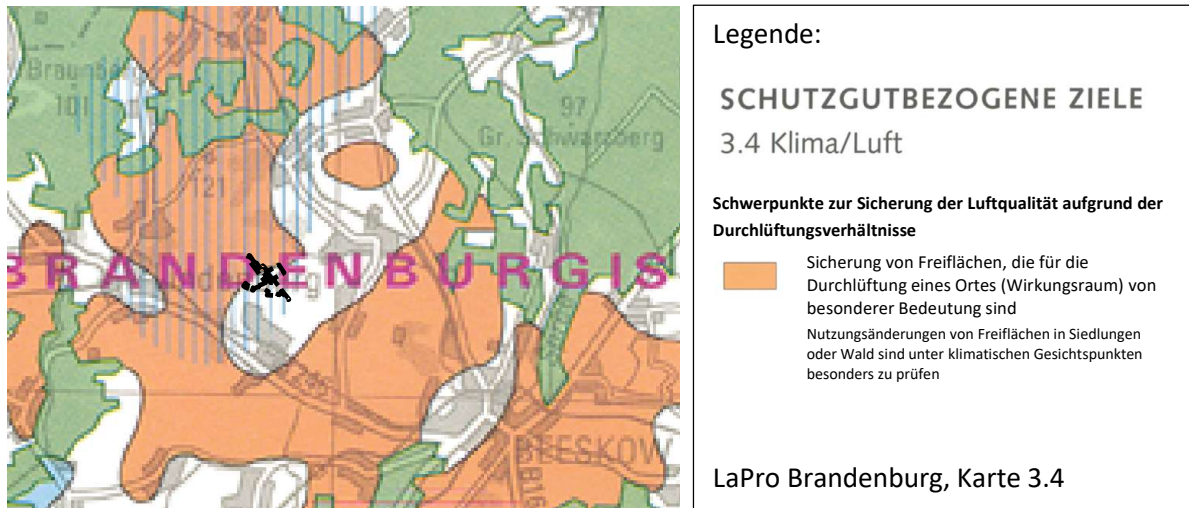 101
97
Gr. Schwarzberg
121
BRANDENBURGIS
BEESKOW
B16
Legende:
SCHUTZGUTBEZOGENE ZIELE
3.4 Klima/Luft
Schwerpunkte zur Sicherung der Luftqualität aufgrund der
Durchlüftungsverhältnisse
Sicherung von Freiflächen, die für die
Durchlüftung eines Ortes (Wirkungsraum) von
besonderer Bedeutung sind
Nutzungsänderungen von Freiflächen in Siedlungen
oder Wald sind unter klimatischen Gesichtspunkten
besonders zu prüfen
LaPro Brandenburg, Karte 3.4